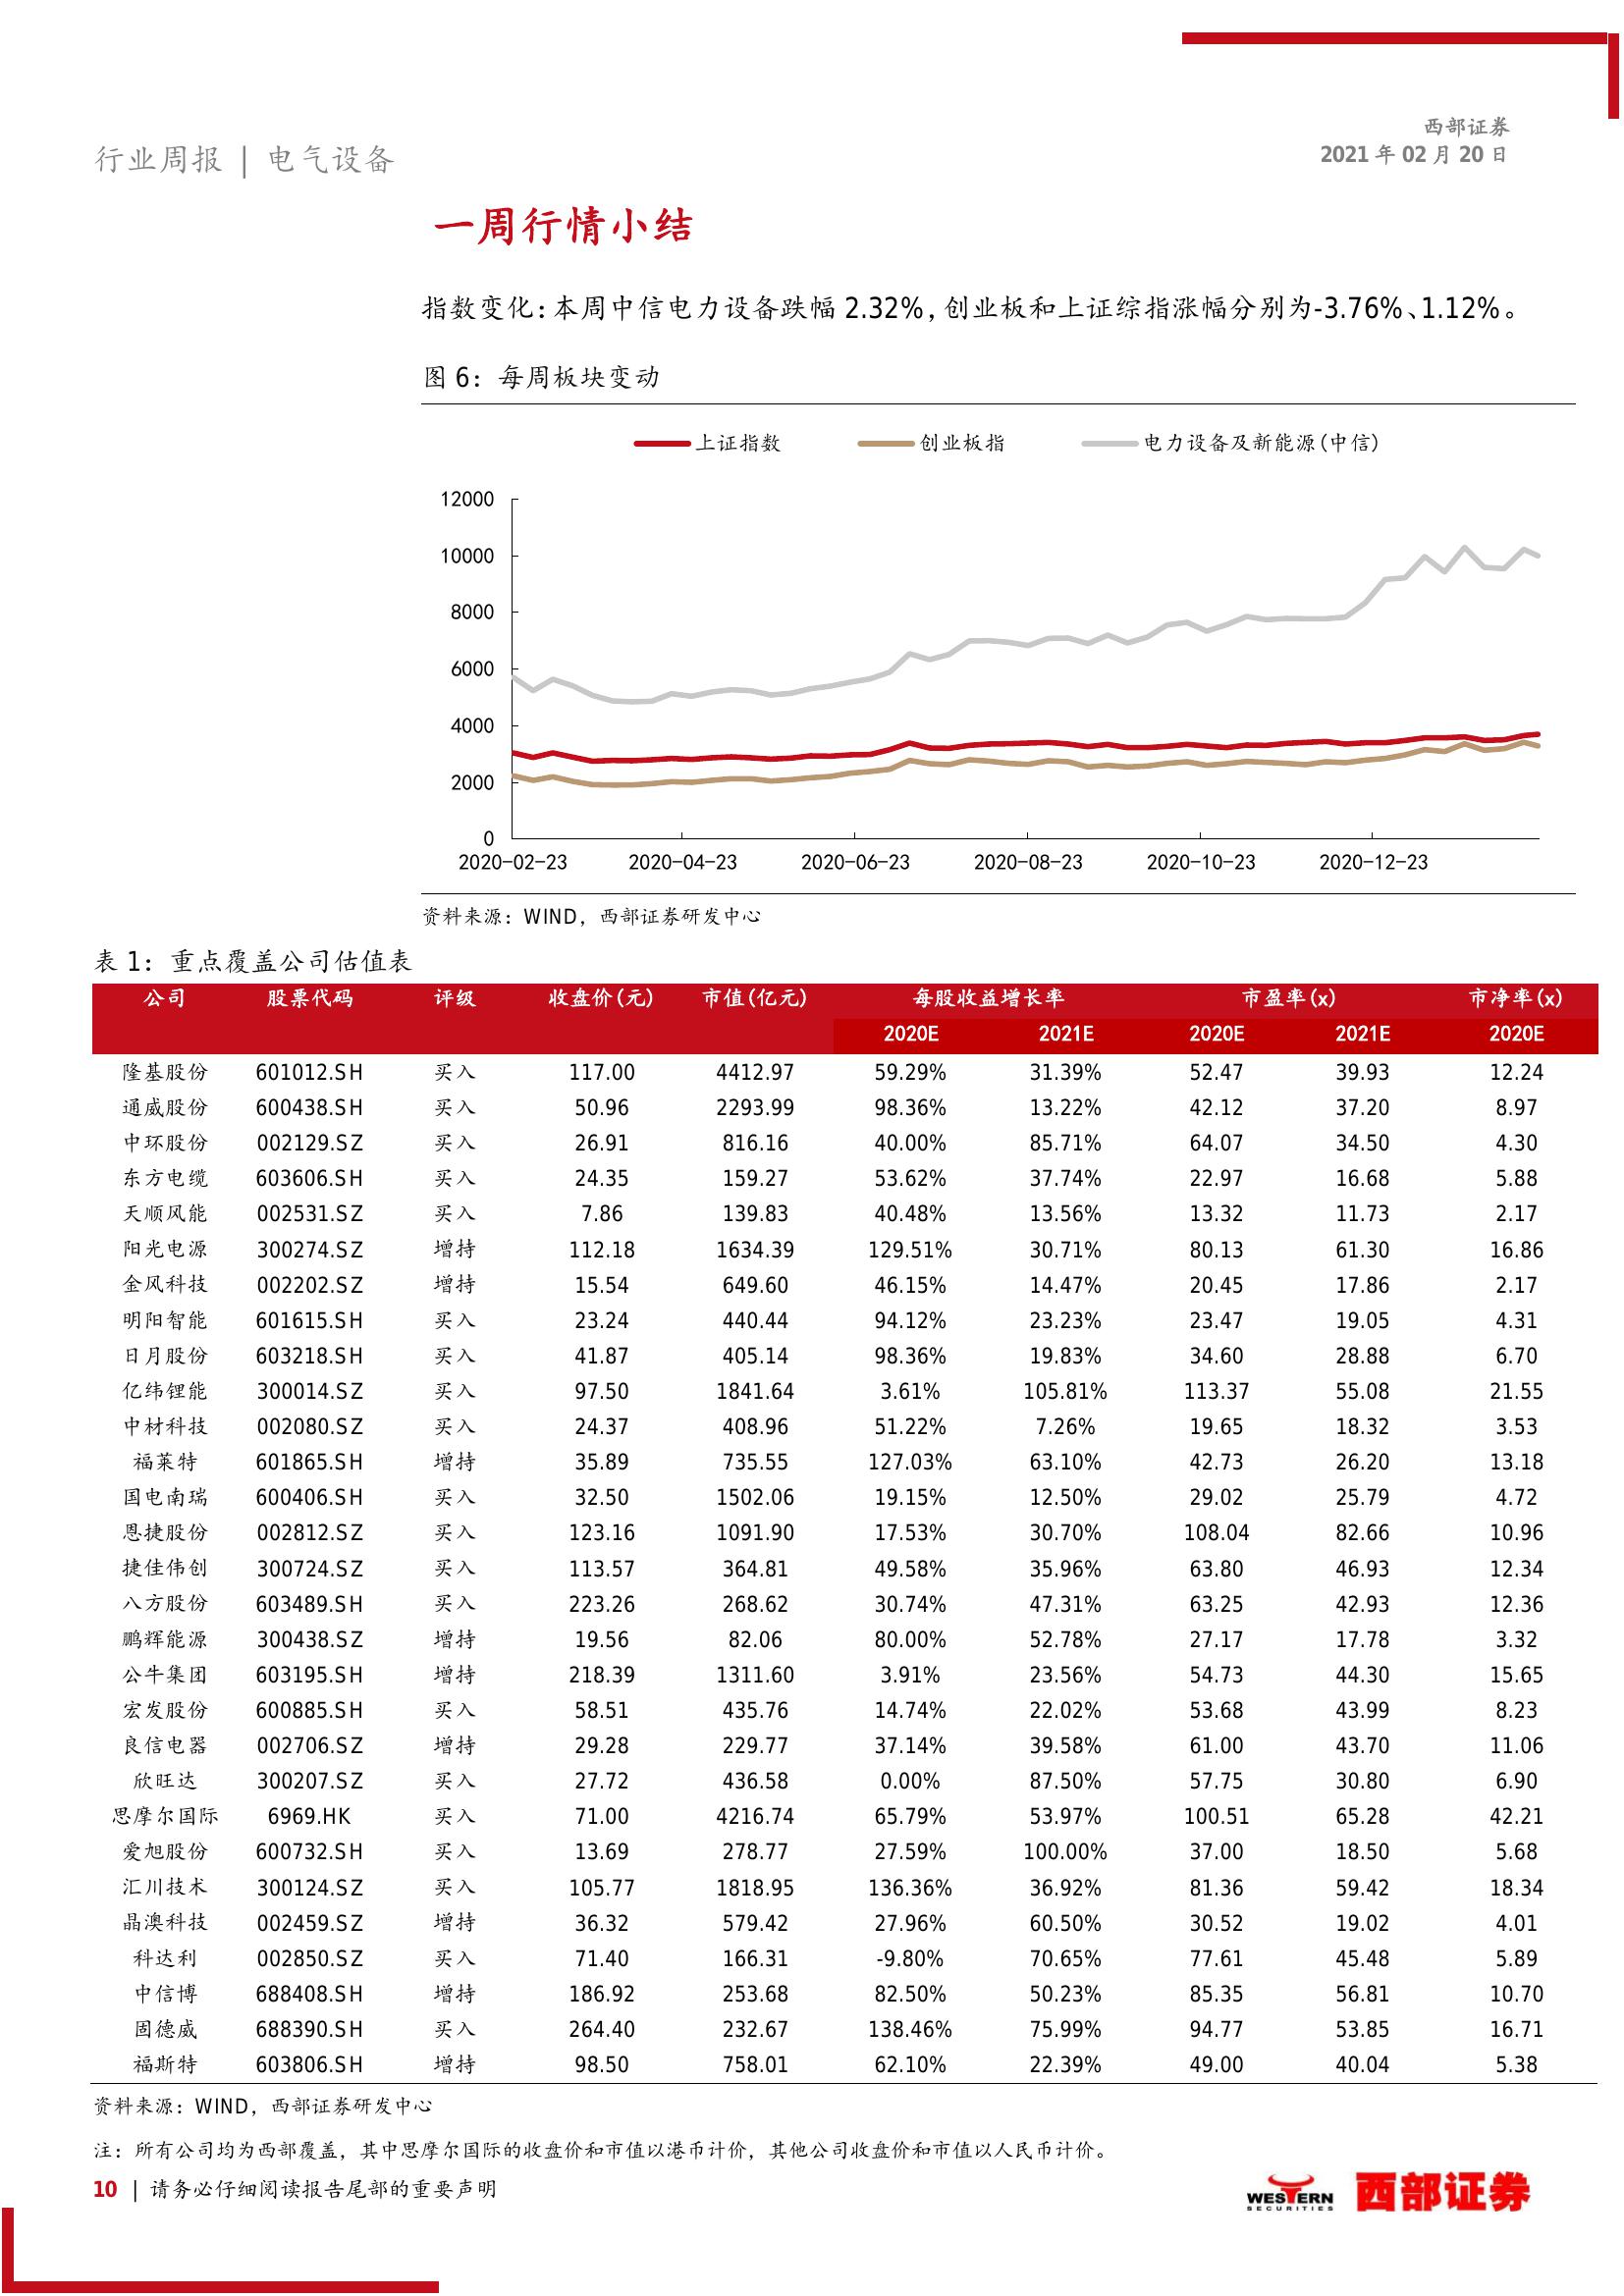 西部证券
行业周报 | 电气设备
2021 年 02 月 20 日
一周行情小结
指数变化：本周中信电力设备跌幅 2.32%，创业板和上证综指涨幅分别为-3.76%、1.12%。
图 6：每周板块变动
上证指数 创业板指 电力设备及新能源(中信)
12000
10000
8000
6000
4000
2000
0
2020-02-23 2020-04-23 2020-06-23 2020-08-23 2020-10-23 2020-12-23
资料来源：WIND，西部证券研发中心
表 1：重点覆盖公司估值表
公司 股票代码 评级 收盘价(元) 市值(亿元) 每股收益增长率 市盈率(x) 市净率(x)
2020E 2021E 2020E 2021E 2020E
隆基股份 601012.SH 买入 117.00 4412.97 59.29% 31.39% 52.47 39.93 12.24
通威股份 600438.SH 买入 50.96 2293.99 98.36% 13.22% 42.12 37.20 8.97
中环股份 002129.SZ 买入 26.91 816.16 40.00% 85.71% 64.07 34.50 4.30
东方电缆 603606.SH 买入 24.35 159.27 53.62% 37.74% 22.97 16.68 5.88
天顺风能 002531.SZ 买入 7.86 139.83 40.48% 13.56% 13.32 11.73 2.17
阳光电源 300274.SZ 增持 112.18 1634.39 129.51% 30.71% 80.13 61.30 16.86
金风科技 002202.SZ 增持 15.54 649.60 46.15% 14.47% 20.45 17.86 2.17
明阳智能 601615.SH 买入 23.24 440.44 94.12% 23.23% 23.47 19.05 4.31
日月股份 603218.SH 买入 41.87 405.14 98.36% 19.83% 34.60 28.88 6.70
亿纬锂能 300014.SZ 买入 97.50 1841.64 3.61% 105.81% 113.37 55.08 21.55
中材科技 002080.SZ 买入 24.37 408.96 51.22% 7.26% 19.65 18.32 3.53
福莱特 601865.SH 增持 35.89 735.55 127.03% 63.10% 42.73 26.20 13.18
国电南瑞 600406.SH 买入 32.50 1502.06 19.15% 12.50% 29.02 25.79 4.72
恩捷股份 002812.SZ 买入 123.16 1091.90 17.53% 30.70% 108.04 82.66 10.96
捷佳伟创 300724.SZ 买入 113.57 364.81 49.58% 35.96% 63.80 46.93 12.34
八方股份 603489.SH 买入 223.26 268.62 30.74% 47.31% 63.25 42.93 12.36
鹏辉能源 300438.SZ 增持 19.56 82.06 80.00% 52.78% 27.17 17.78 3.32
公牛集团 603195.SH 增持 218.39 1311.60 3.91% 23.56% 54.73 44.30 15.65
宏发股份 600885.SH 买入 58.51 435.76 14.74% 22.02% 53.68 43.99 8.23
良信电器 002706.SZ 增持 29.28 229.77 37.14% 39.58% 61.00 43.70 11.06
欣旺达 300207.SZ 买入 27.72 436.58 0.00% 87.50% 57.75 30.80 6.90
思摩尔国际 6969.HK 买入 71.00 4216.74 65.79% 53.97% 100.51 65.28 42.21
爱旭股份 600732.SH 买入 13.69 278.77 27.59% 100.00% 37.00 18.50 5.68
汇川技术 300124.SZ 买入 105.77 1818.95 136.36% 36.92% 81.36 59.42 18.34
晶澳科技 002459.SZ 增持 36.32 579.42 27.96% 60.50% 30.52 19.02 4.01
科达利 002850.SZ 买入 71.40 166.31 -9.80% 70.65% 77.61 45.48 5.89
中信博 688408.SH 增持 186.92 253.68 82.50% 50.23% 85.35 56.81 10.70
固德威 688390.SH 买入 264.40 232.67 138.46% 75.99% 94.77 53.85 16.71
福斯特 603806.SH 增持 98.50 758.01 62.10% 22.39% 49.00 40.04 5.38
资料来源：WIND，西部证券研发中心
注：所有公司均为西部覆盖，其中思摩尔国际的收盘价和市值以港币计价，其他公司收盘价和市值以人民币计价。
10 | 请务必仔细阅读报告尾部的重要声明
WESTERN
SECURITIES
西部证券